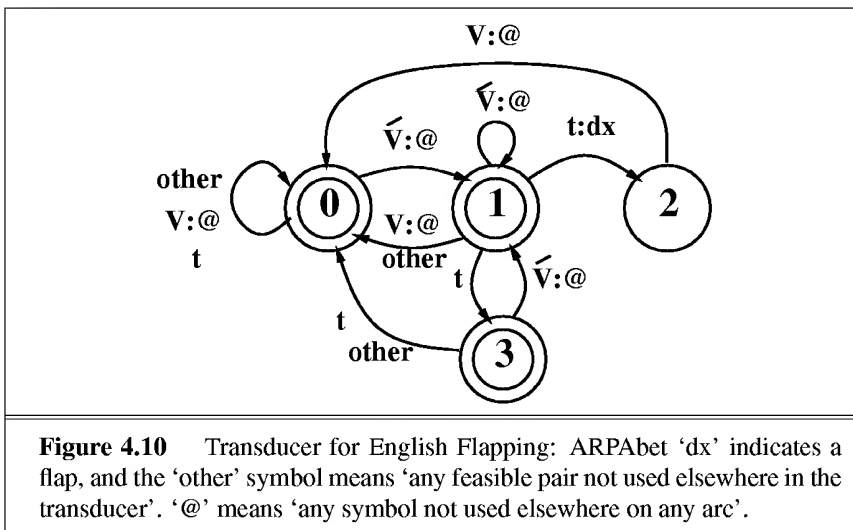 V:@
V́:@
t:dx
V́:@
other
V:@
t
0
1
2
V:@
other
t
V́:@
t
other
3
Figure 4.10 Transducer for English Flapping: ARPAbet ‘dx’ indicates a
flap, and the ‘other’ symbol means ‘any feasible pair not used elsewhere in the
transducer’. ‘@’ means ‘any symbol not used elsewhere on any arc’.